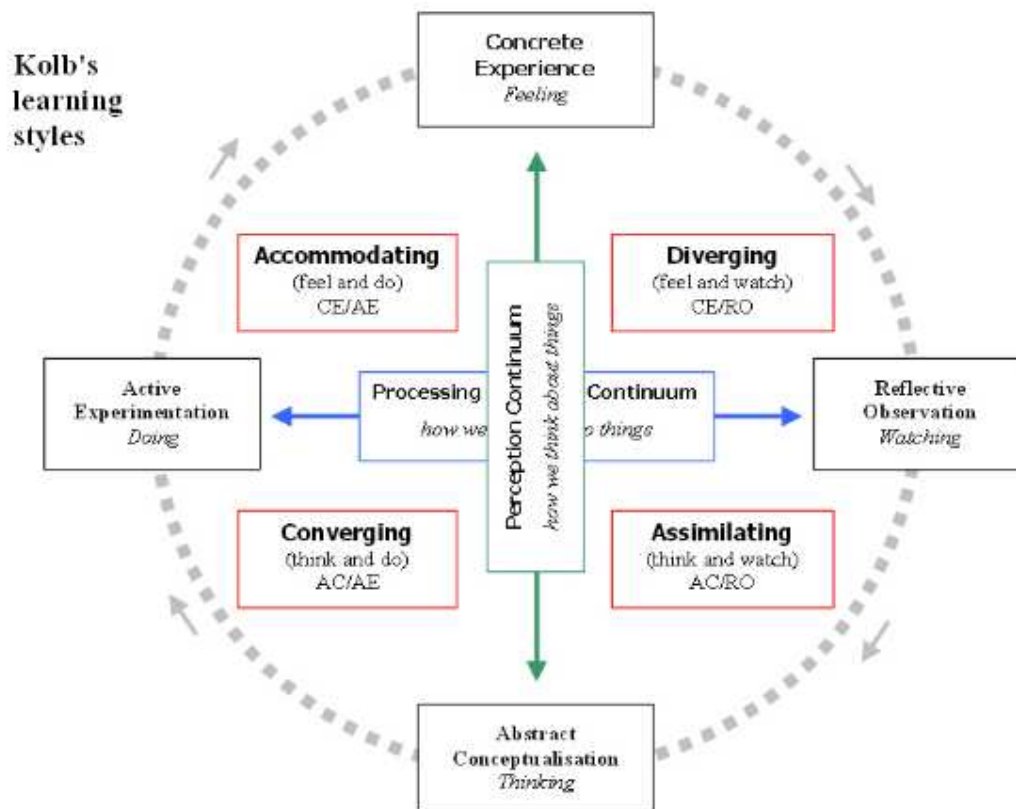 Kolb's
learning
styles
Concrete
Experience
Feeling
Accommodating
(feel and do)
CE/AE
Diverging
(feel and watch)
CE/RO
Active
Experimentation
Doing
Processing Continuum
how we things
Perception Continuum
how we think about things
Reflective
Observation
Watching
Converging
(think and do)
AC/AE
Assimilating
(think and watch)
AC/RO
Abstract
Conceptualisation
Thinking